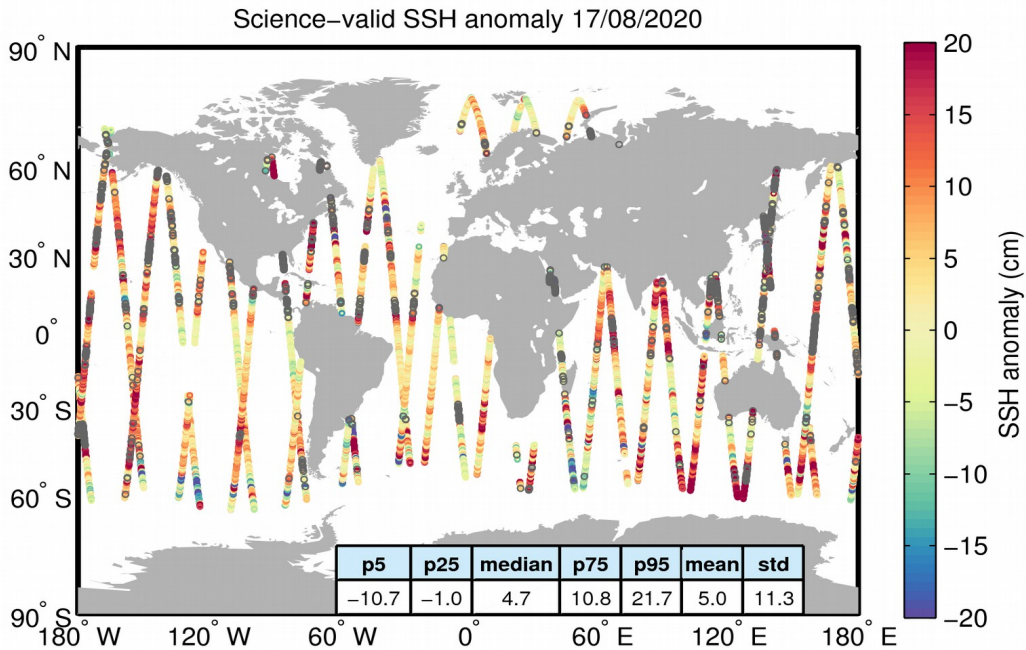 Science−valid SSH anomaly 17/08/2020
90° N
60° N
30° N
0°
30° S
60° S
90° S
180° W 120° W 60° W 0° 60° E 120° E 180° E
p5 p25 median p75 p95 mean std
−10.7 −1.0 4.7 10.8 21.7 5.0 11.3
20
15
10
5
0
−5
−10
−15
−20
SSH anomaly (cm)